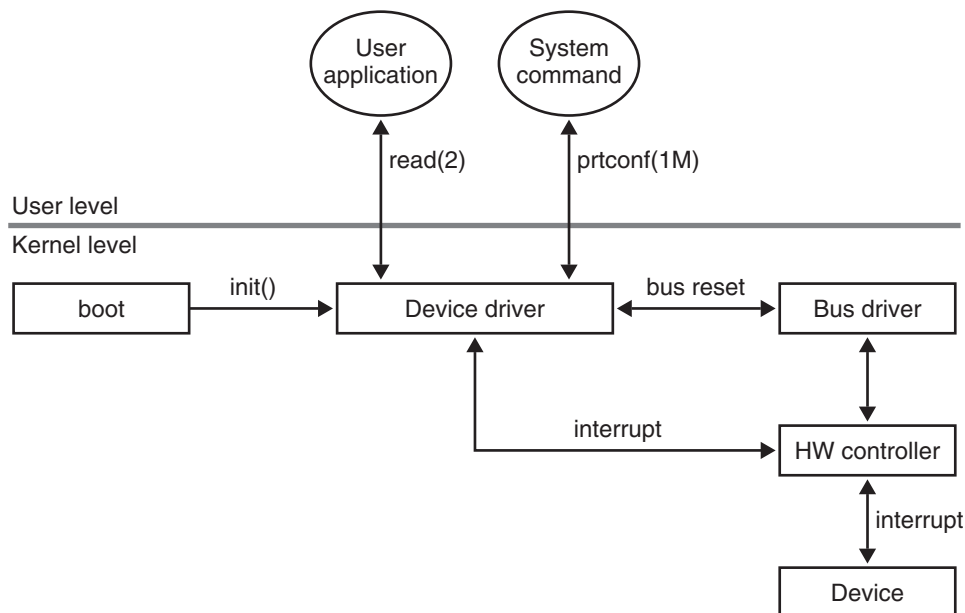 User
application
System
command
read(2)
prtconf(1M)
User level
Kernel level
boot
init()
Device driver
bus reset
Bus driver
interrupt
HW controller
interrupt
Device